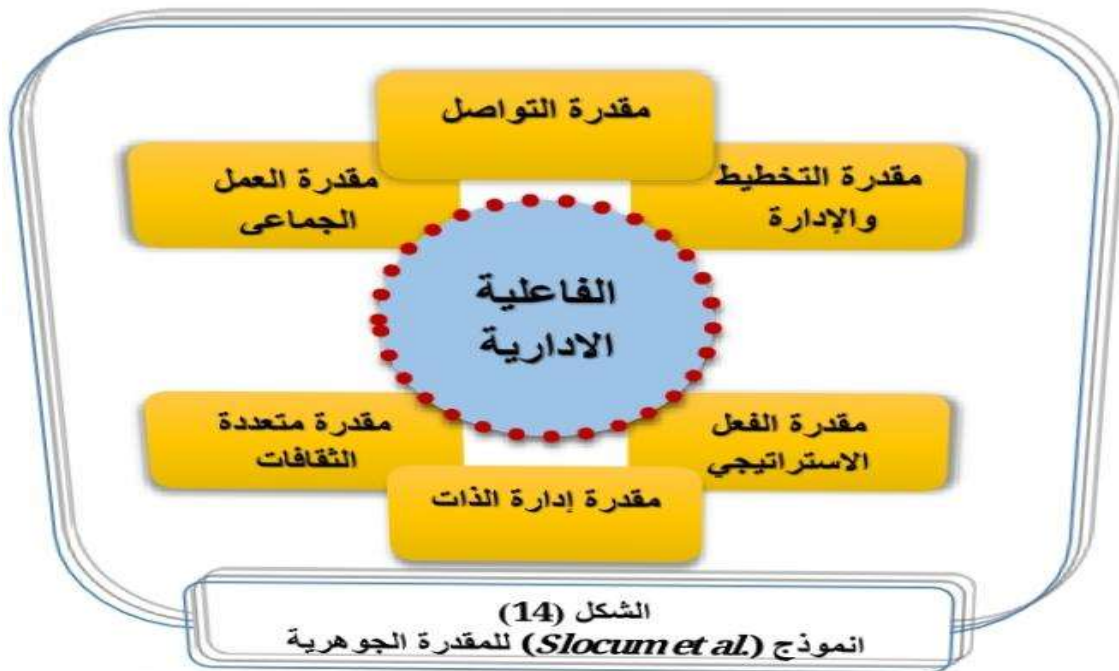 مقدرة التواصل
مقدرة التخطيط
والإدارة
مقدرة العمل
الجماعى
الفاعلية
الادارية
مقدرة الفعل
الاستراتيجي
مقدرة متعددة
الثقافات
مقدرة إدارة الذات
الشكل (14)
انموذج (Slocum et al.) للمقدرة الجوهرية